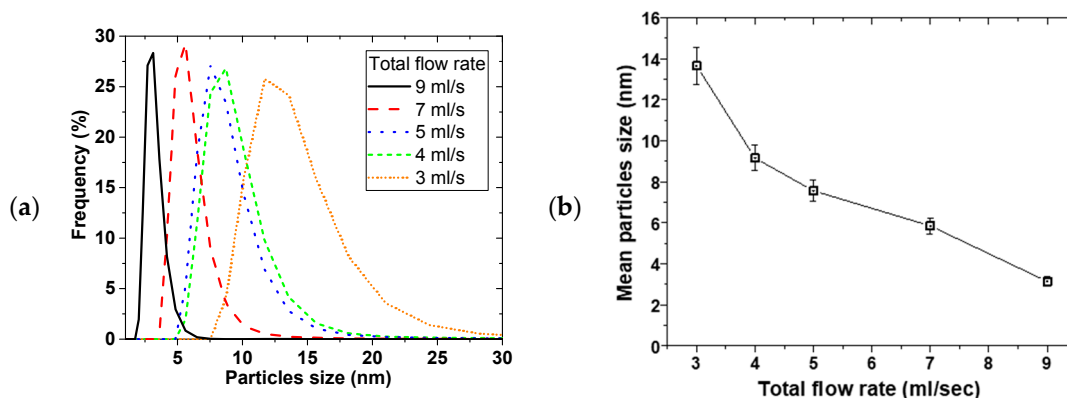 (a)
Frequency (%)
30
25
20
15
10
5
0
5 10 15 20 25 30
Particles size (nm)
Total flow rate
9 ml/s
7 ml/s
5 ml/s
4 ml/s
3 ml/s
(b)
Mean particles size (nm)
16
14
12
10
8
6
4
2
0
3 4 5 6 7 8 9
Total flow rate (ml/sec)